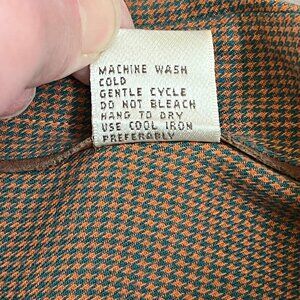 MACHINE WASH
COLD
GENTLE CYCLE
DO NOT BLEACH
HANG TO DRY
USE COOL IRON
PREFERABLY